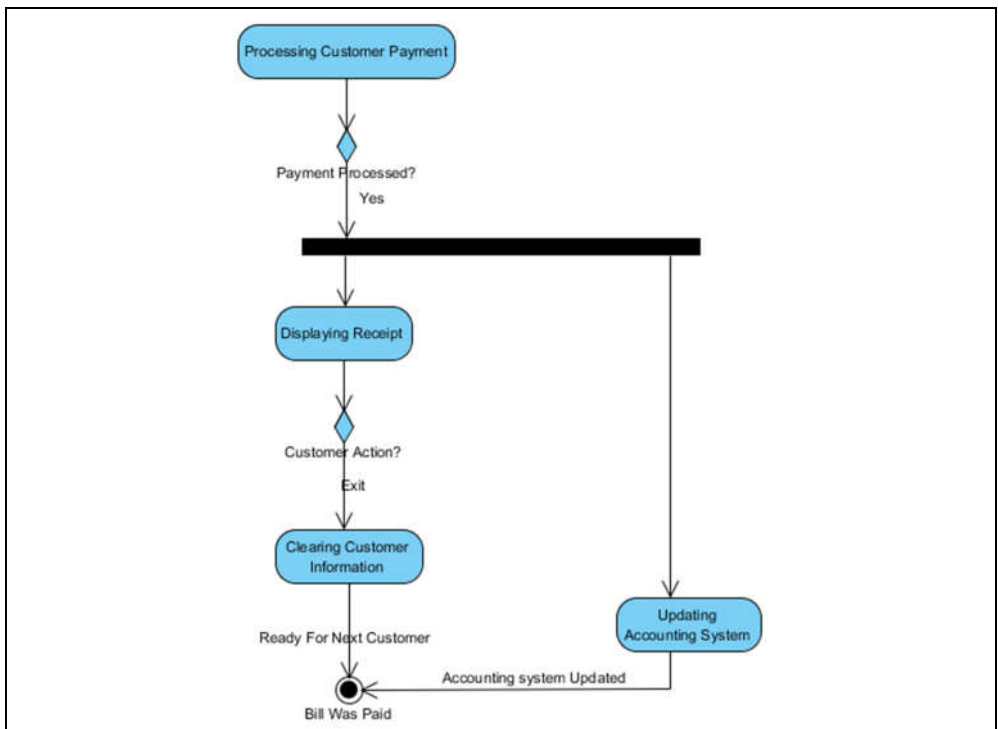 Processing Customer Payment
Payment Processed?
Yes
Displaying Receipt
Customer Action?
Exit
Clearing Customer
Information
Updating
Accounting System
Ready For Next Customer
Accounting system Updated
Bill Was Paid